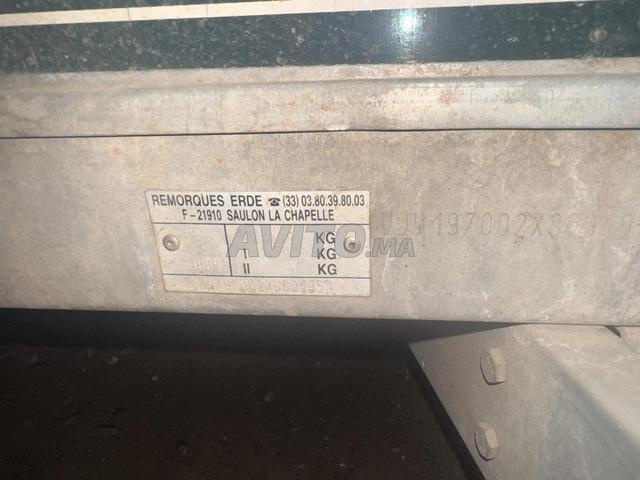 REMORQUES ERDE ☎ (33) 03.80.39.80.03
F - 21910 SAULON LA CHAPELLE
KG
I KG
II KG
AVITO.ma